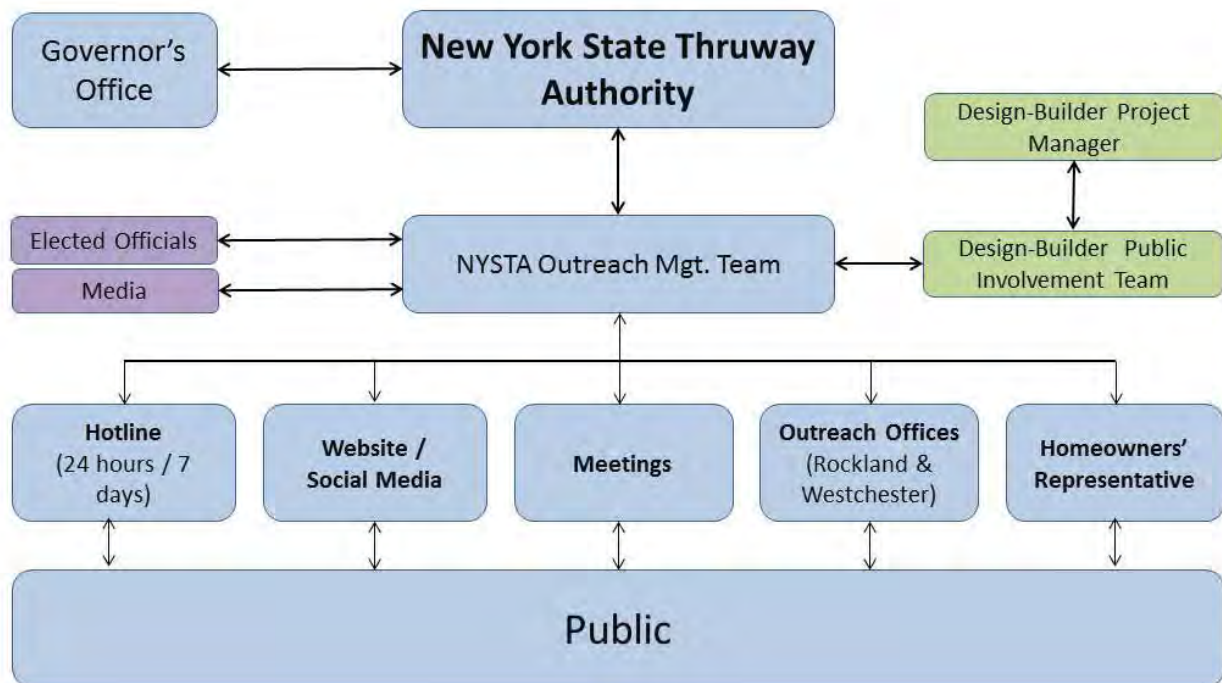 Governor's
Office
New York State Thruway
Authority
Design-Builder Project
Manager
Elected Officials
Media
NYSTA Outreach Mgt. Team
Design-Builder Public
Involvement Team
Hotline
(24 hours / 7
days)
Website /
Social Media
Meetings
Outreach Offices
(Rockland &
Westchester)
Homeowners'
Representative
Public